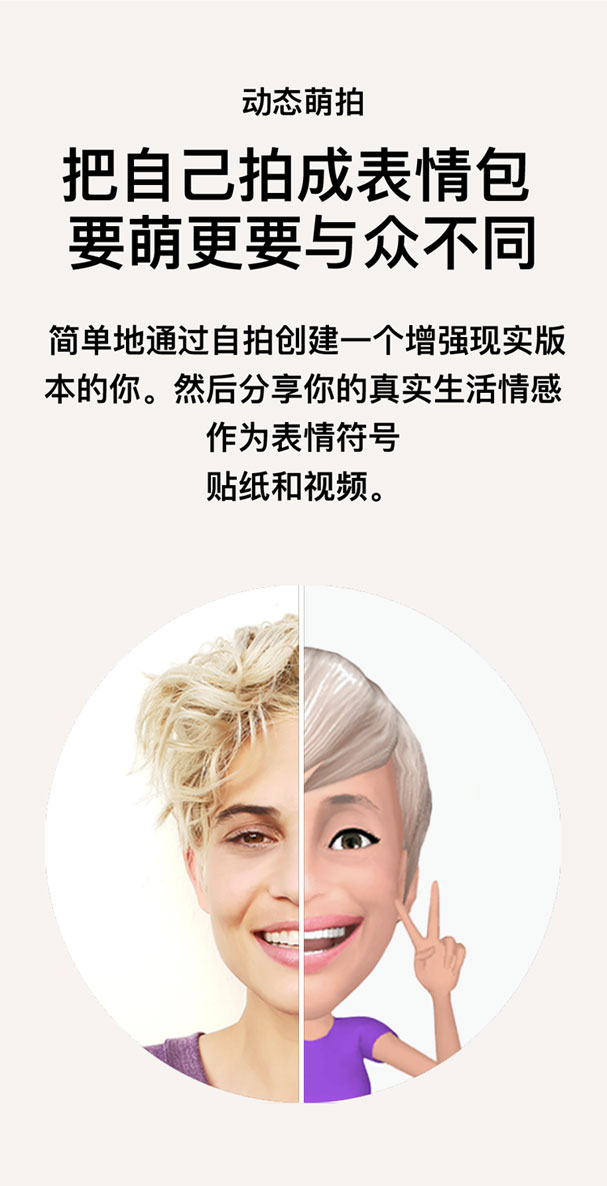 动态萌拍
把自己拍成表情包
要萌更要与众不同
简单地通过自拍创建一个增强现实版
本的你。然后分享你的真实生活情感
作为表情符号
贴纸和视频。